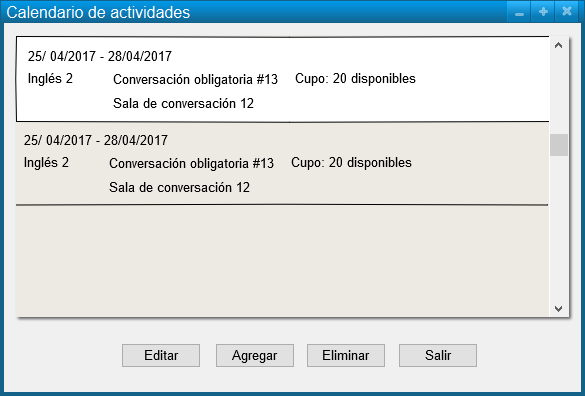 Calendario de actividades
25/ 04/2017 - 28/04/2017
Inglés 2 Conversación obligatoria #13 Cupo: 20 disponibles
Sala de conversación 12
25/ 04/2017 - 28/04/2017
Inglés 2 Conversación obligatoria #13 Cupo: 20 disponibles
Sala de conversación 12
Editar Agregar Eliminar Salir